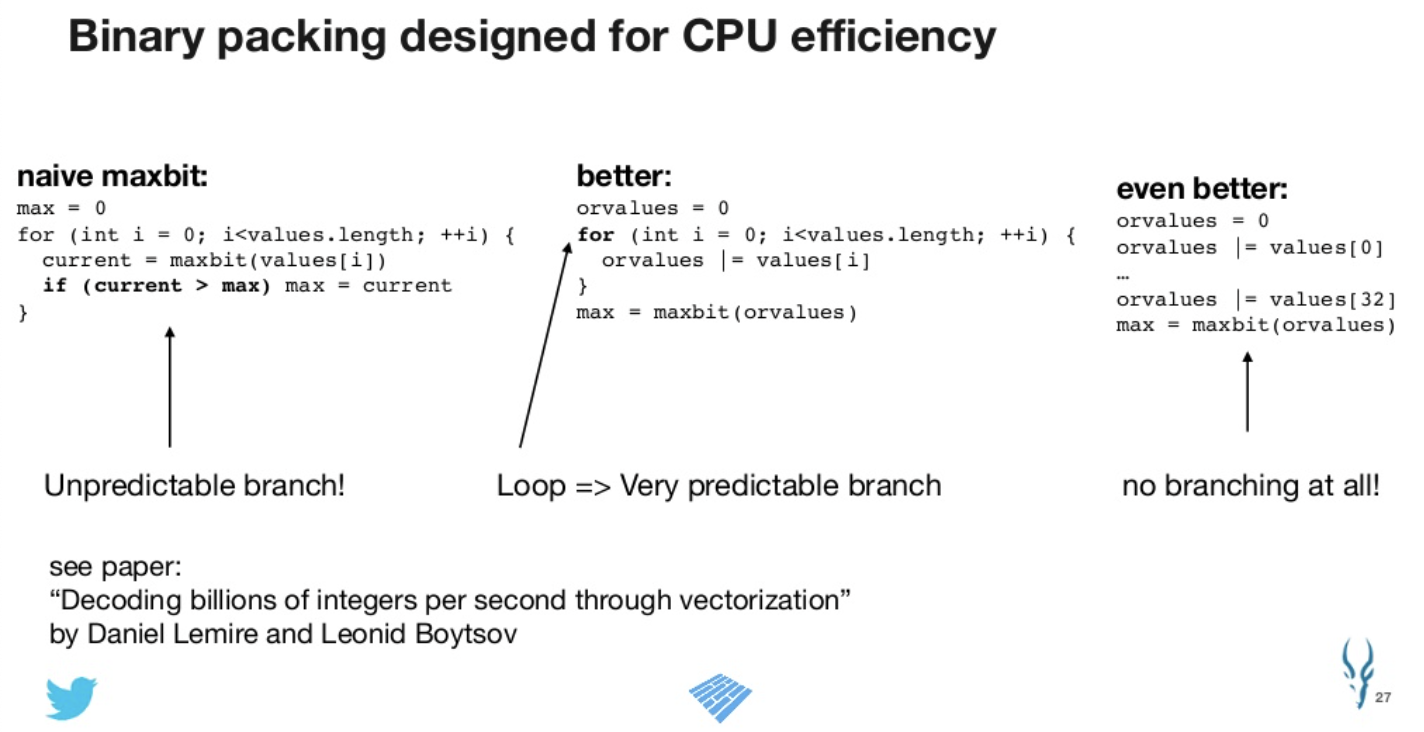 Binary packing designed for CPU efficiency
naive maxbit:
max = 0
for (int i = 0; i<values.length; ++i) {
  current = maxbit(values[i])
  if (current > max) max = current
}
Unpredictable branch!
better:
orvalues = 0
for (int i = 0; i<values.length; ++i) {
  orvalues |= values[i]
}
max = maxbit(orvalues)
Loop => Very predictable branch
even better:
orvalues = 0
orvalues |= values[0]
…
orvalues |= values[32]
max = maxbit(orvalues)
no branching at all!
see paper:
“Decoding billions of integers per second through vectorization”
by Daniel Lemire and Leonid Boytsov
27